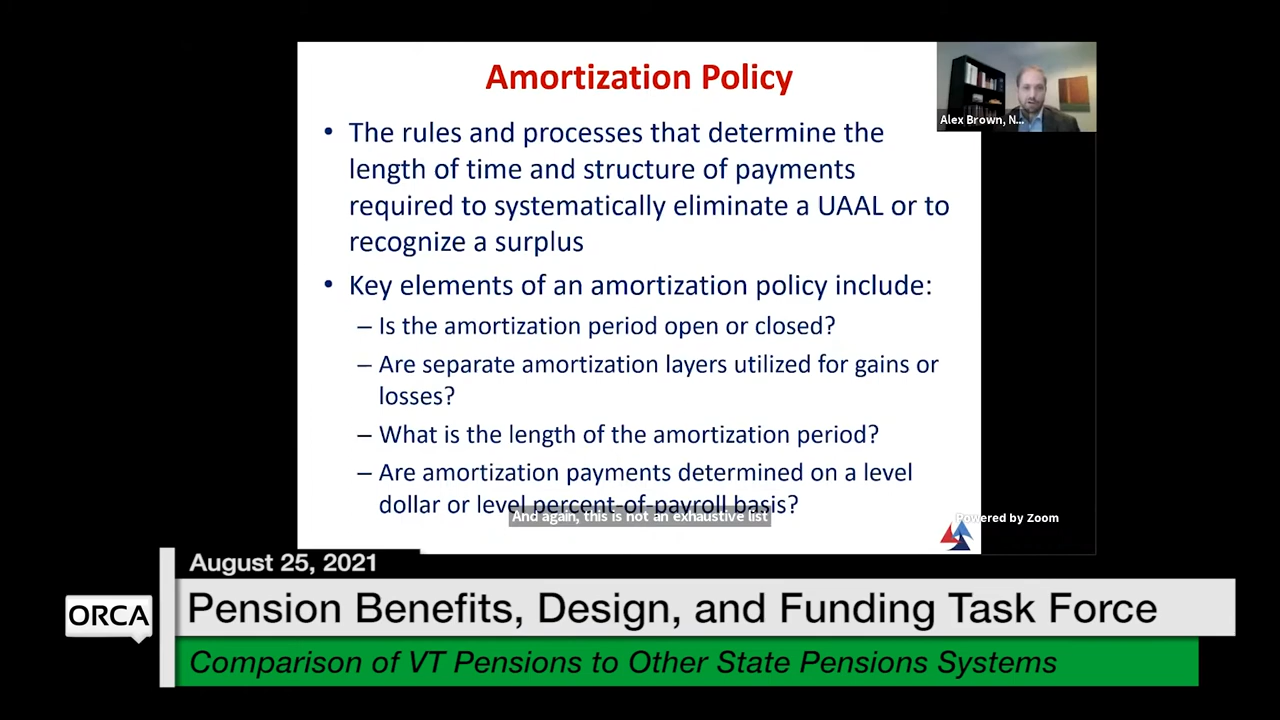 Amortization Policy
Alex Brown, N...
• The rules and processes that determine the
length of time and structure of payments
required to systematically eliminate a UAAL or to
recognize a surplus
• Key elements of an amortization policy include:
– Is the amortization period open or closed?
– Are separate amortization layers utilized for gains or
losses?
– What is the length of the amortization period?
– Are amortization payments determined on a level
dollar or level percent-of-payroll basis?
And again, this is not an exhaustive list
Powered by Zoom
August 25, 2021
ORCA
Pension Benefits, Design, and Funding Task Force
Comparison of VT Pensions to Other State Pensions Systems